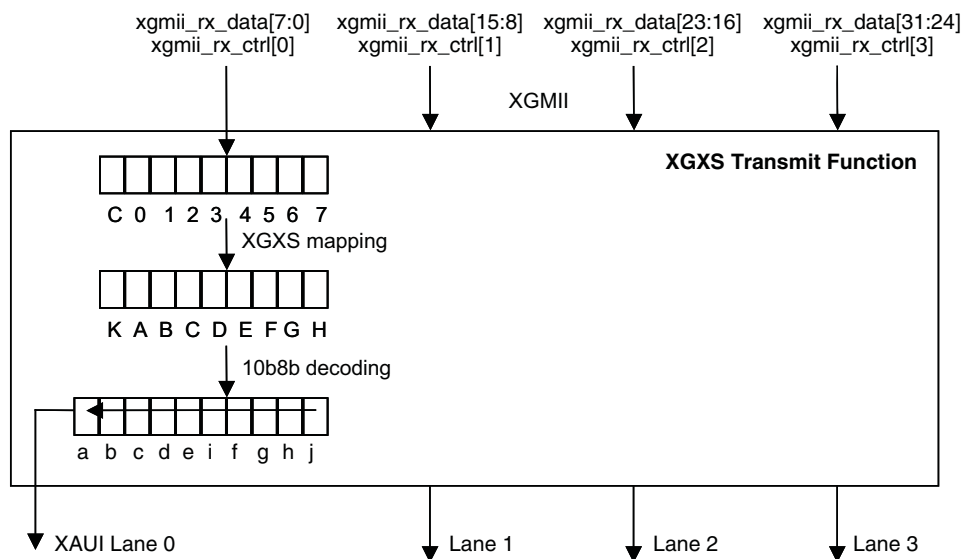 xgmii_rx_data[7:0] xgmii_rx_data[15:8] xgmii_rx_data[23:16] xgmii_rx_data[31:24]
xgmii_rx_ctrl[0] xgmii_rx_ctrl[1] xgmii_rx_ctrl[2] xgmii_rx_ctrl[3]
XGMII
XGXS Transmit Function
C 0 1 2 3 4 5 6 7
XGXS mapping
K A B C D E F G H
10b8b decoding
a b c d e i f g h j
XAUI Lane 0 Lane 1 Lane 2 Lane 3